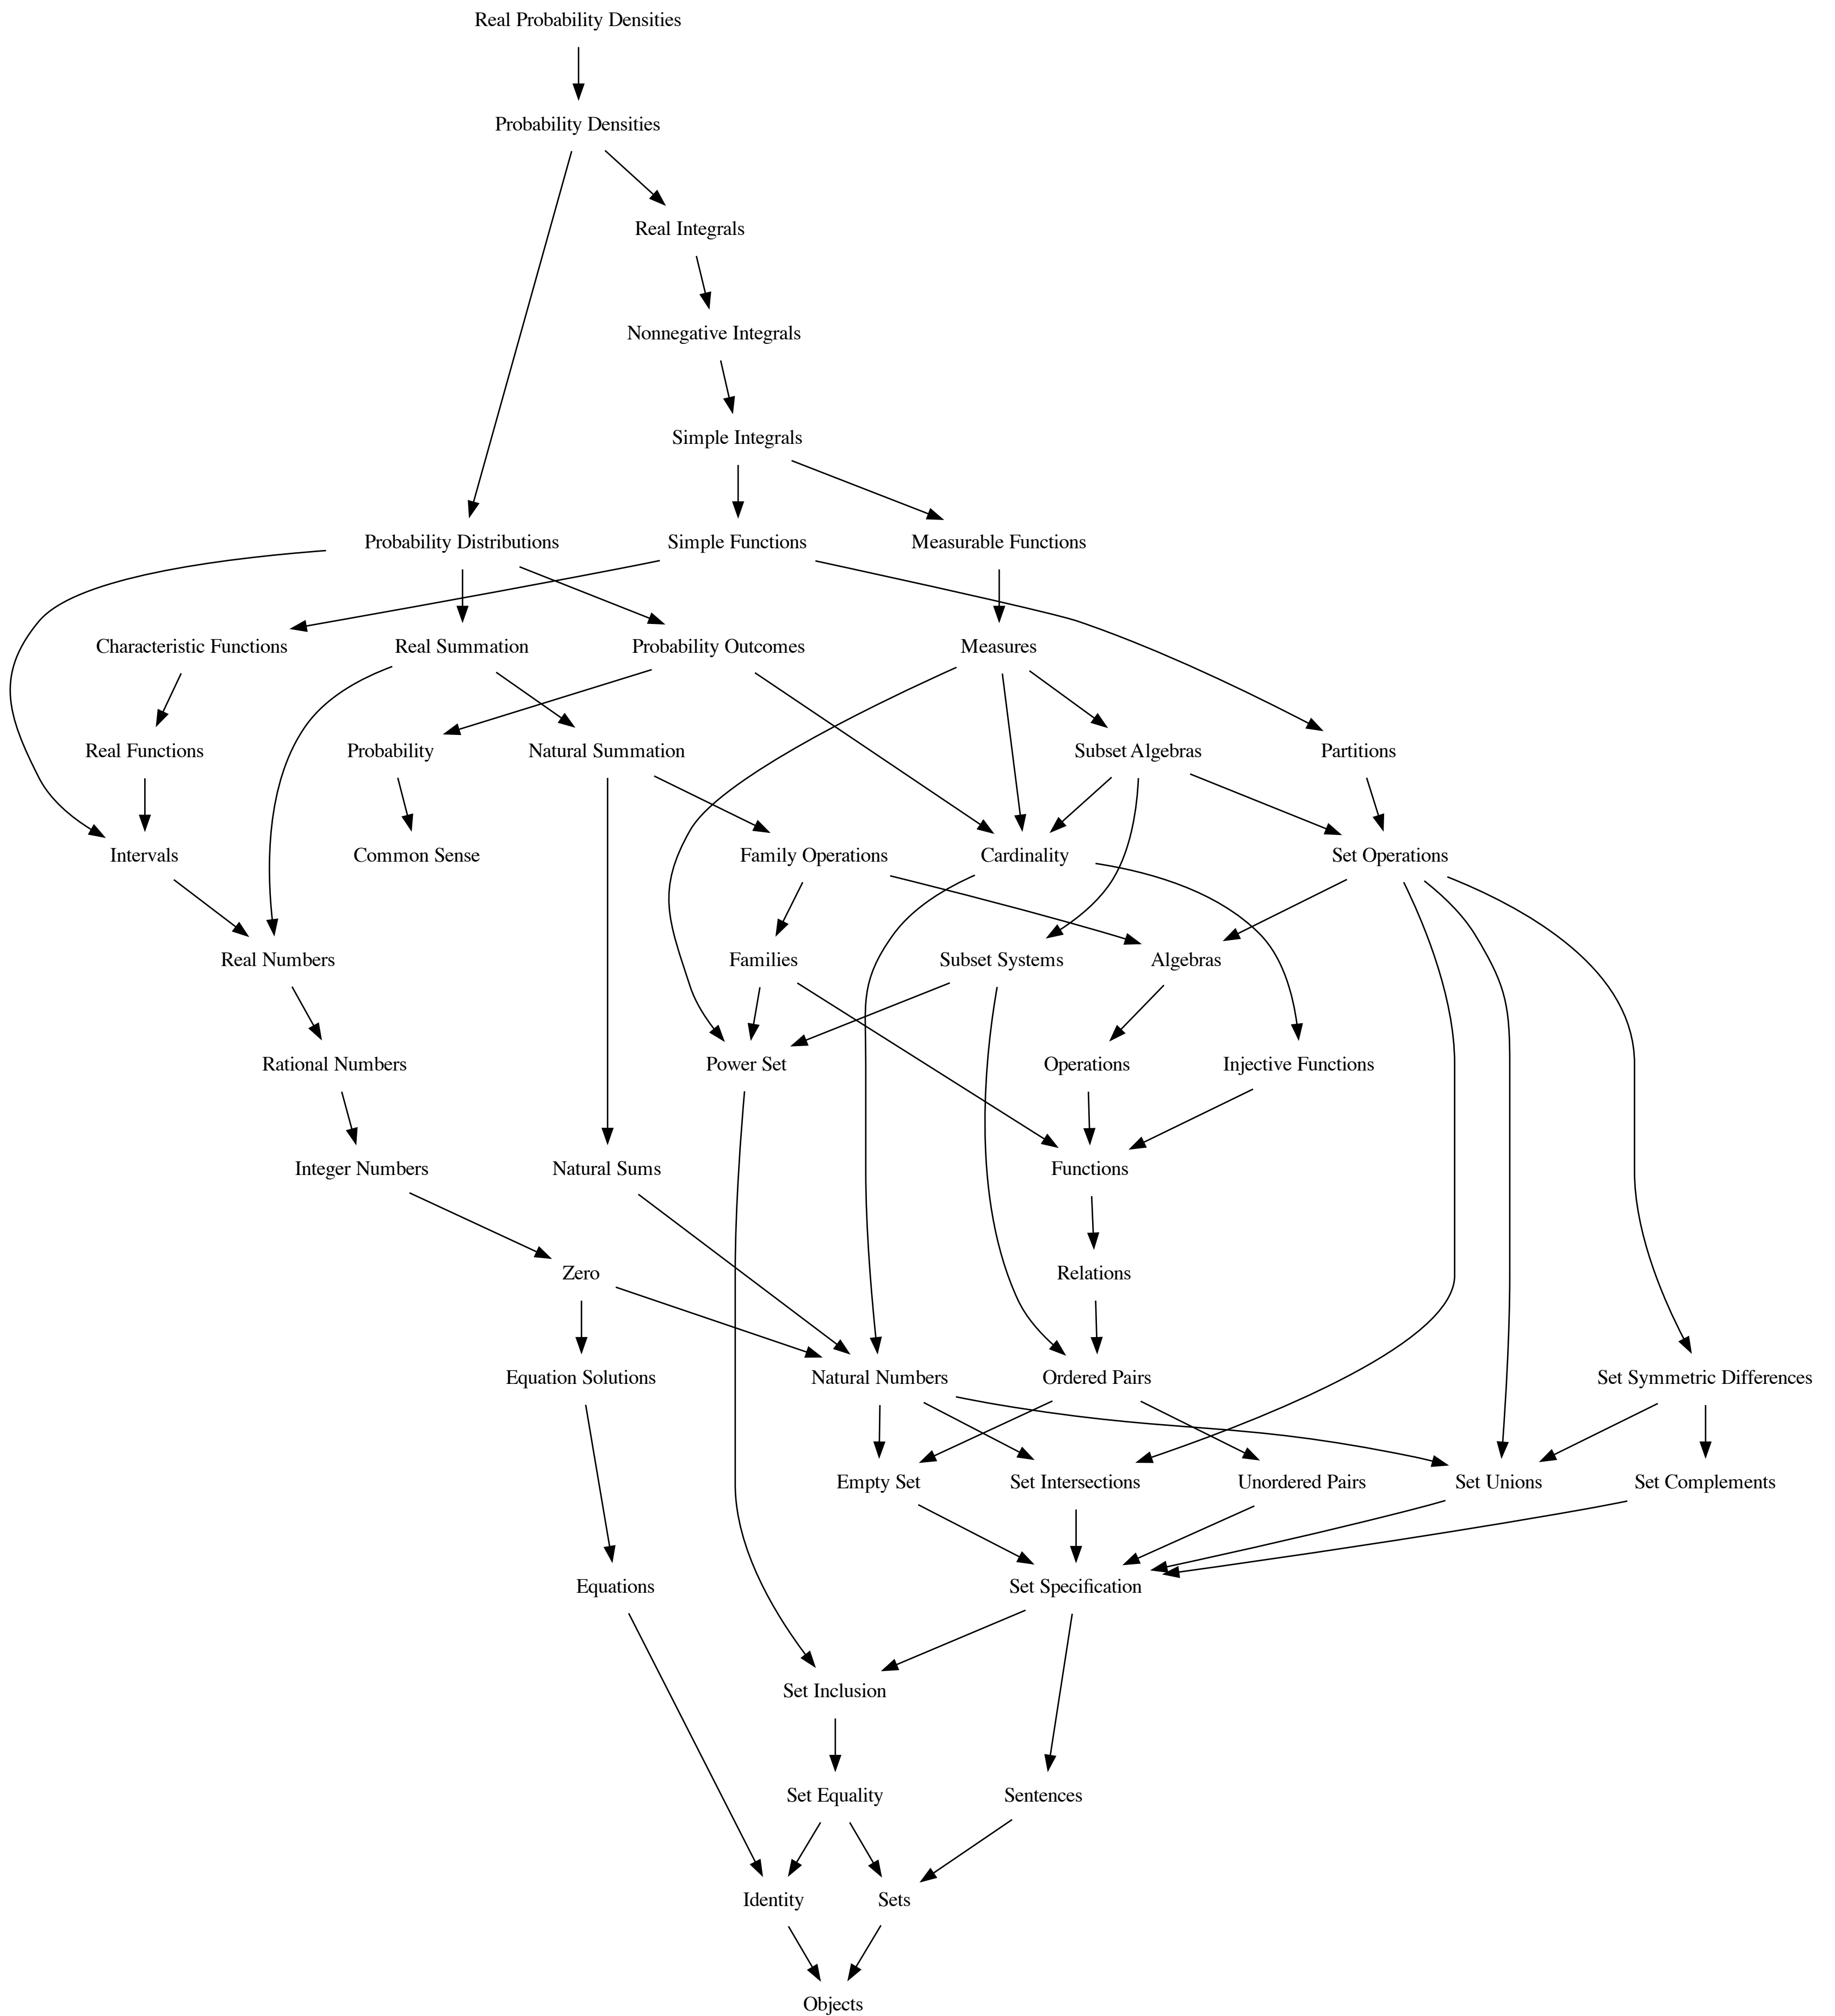 Real Probability Densities
Probability Densities
Real Integrals
Nonnegative Integrals
Simple Integrals
Probability Distributions
Simple Functions
Measurable Functions
Characteristic Functions
Real Summation
Probability Outcomes
Measures
Real Functions
Probability
Natural Summation
Subset Algebras
Partitions
Intervals
Common Sense
Family Operations
Cardinality
Set Operations
Real Numbers
Families
Subset Systems
Algebras
Rational Numbers
Power Set
Operations
Injective Functions
Integer Numbers
Natural Sums
Functions
Zero
Relations
Equation Solutions
Natural Numbers
Ordered Pairs
Set Symmetric Differences
Empty Set
Set Intersections
Unordered Pairs
Set Unions
Set Complements
Equations
Set Specification
Set Inclusion
Set Equality
Sentences
Identity
Sets
Objects